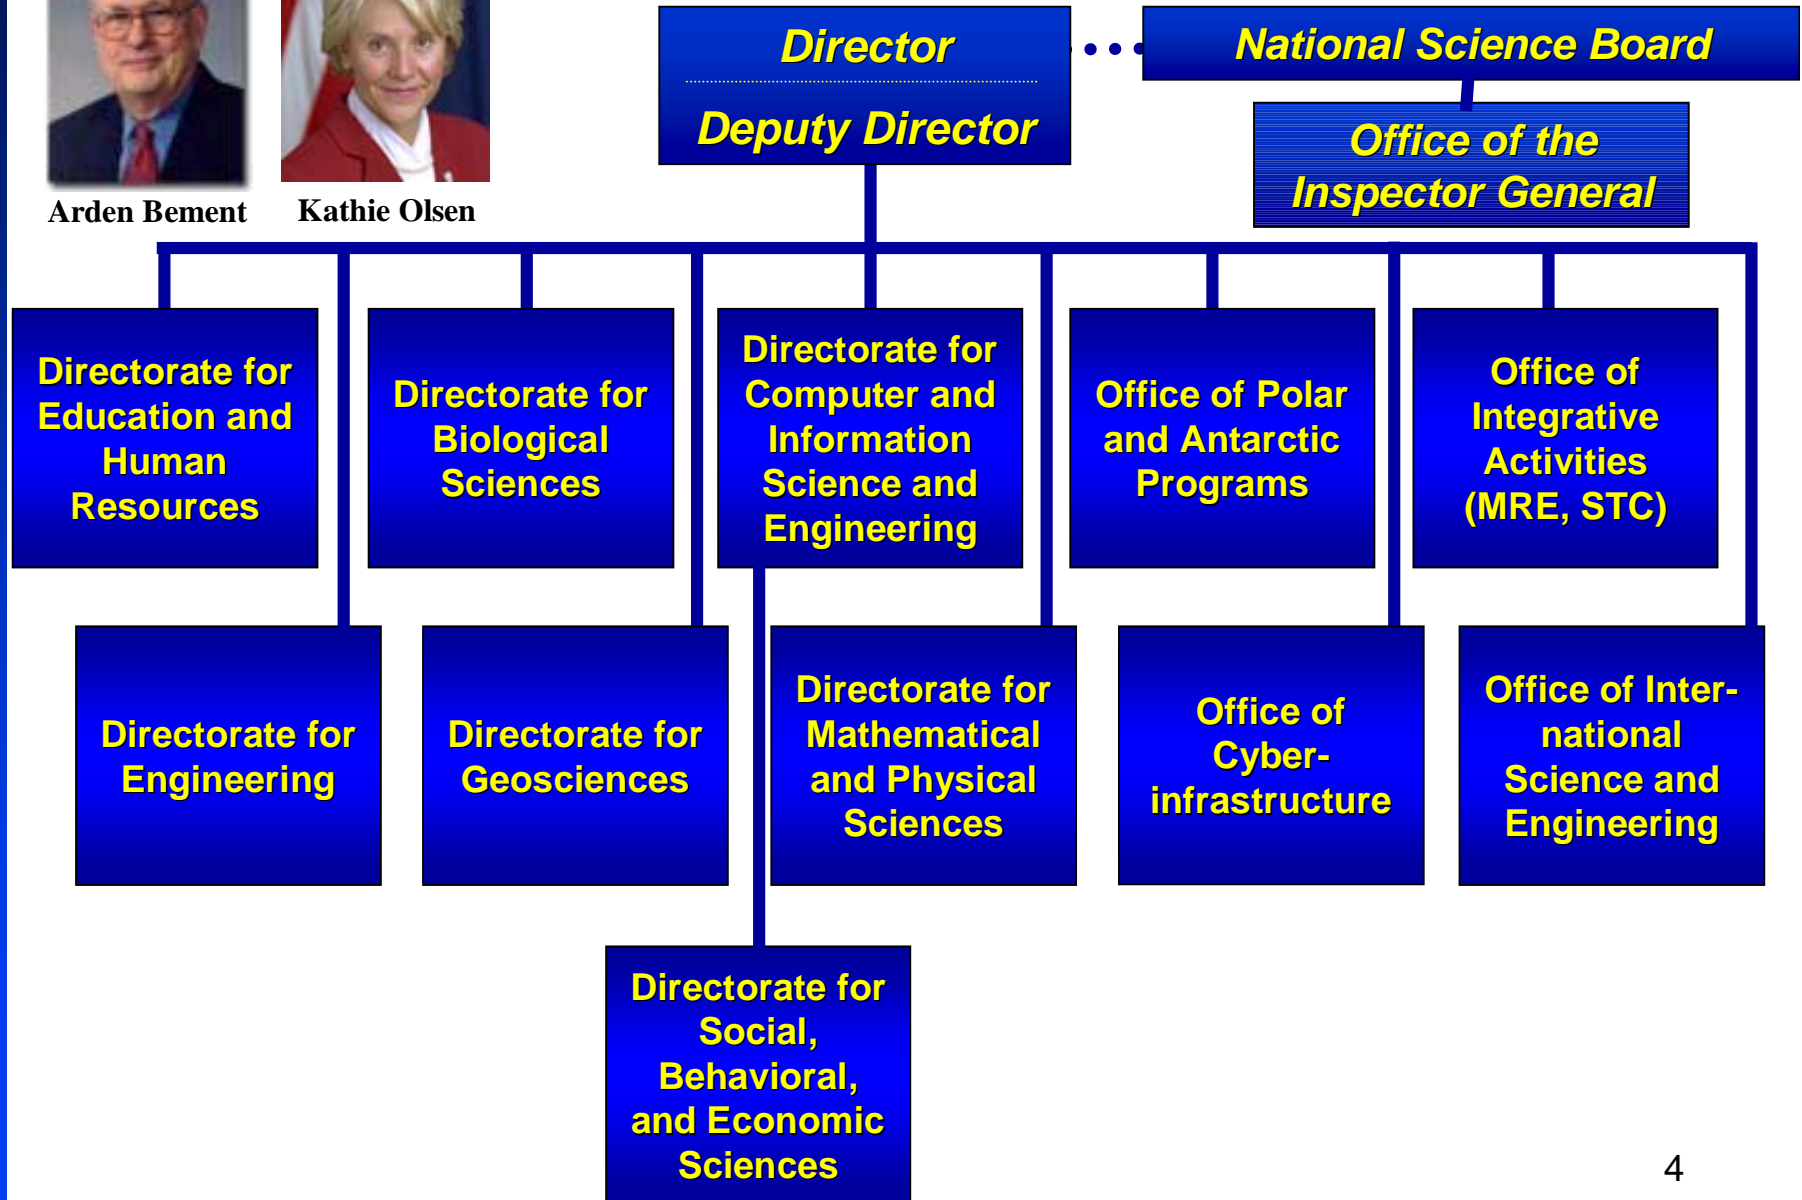 Director
Deputy Director
National Science Board
Office of the
Inspector General
Arden Bement
Kathie Olsen
Directorate for
Education and
Human
Resources
Directorate for
Biological
Sciences
Directorate for
Computer and
Information
Science and
Engineering
Office of Polar
and Antarctic
Programs
Office of
Integrative
Activities
(MRE, STC)
Directorate for
Engineering
Directorate for
Geosciences
Directorate for
Mathematical
and Physical
Sciences
Office of
Cyber-
infrastructure
Office of Inter-
national
Science and
Engineering
Directorate for
Social,
Behavioral,
and Economic
Sciences
4